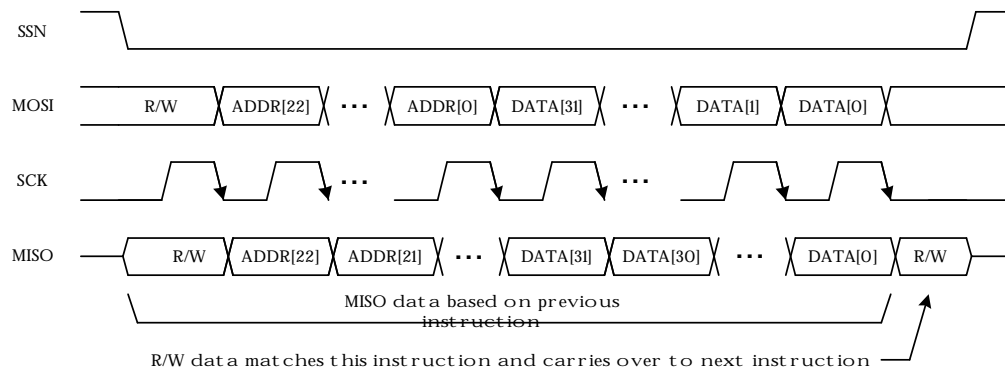 SSN
MOSI R/W ADDR[22] ... ADDR[0] DATA[31] ... DATA[1] DATA[0]
SCK ... ...
MISO R/W ADDR[22] ADDR[21] ... DATA[31] DATA[30] ... DATA[0] R/W
MISO data based on previous
instruction
R/W data matches this instruction and carries over to next instruction